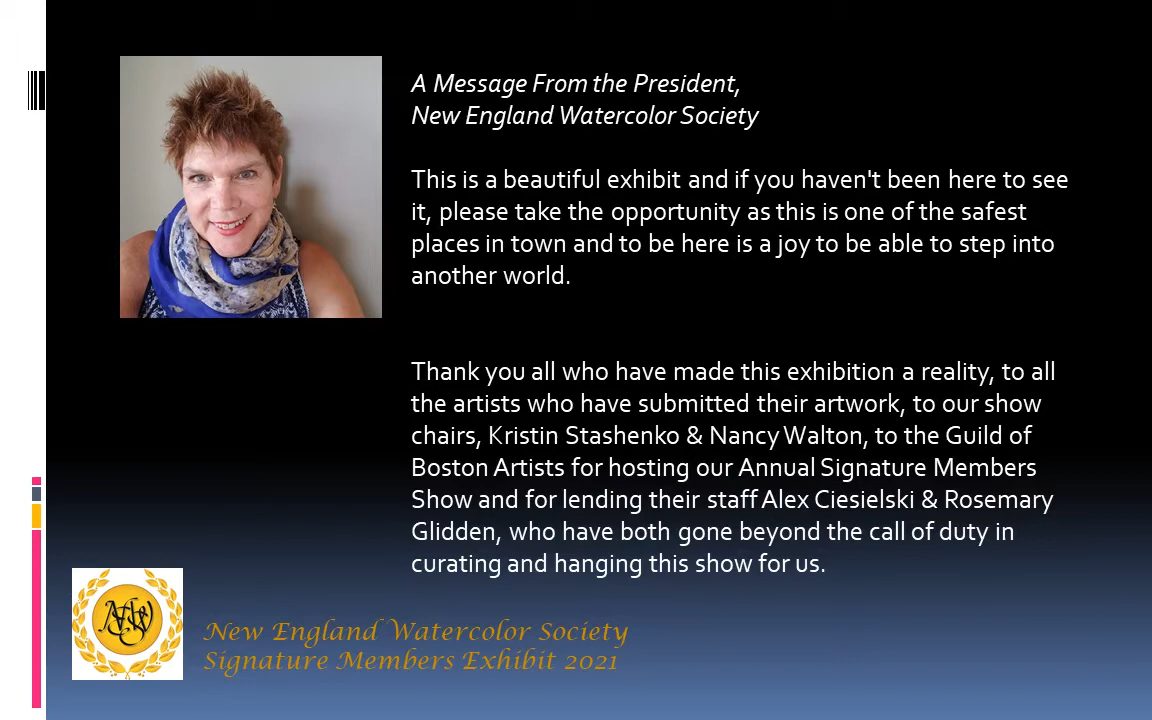 A Message From the President,
New England Watercolor Society
This is a beautiful exhibit and if you haven't been here to see
it, please take the opportunity as this is one of the safest
places in town and to be here is a joy to be able to step into
another world.
Thank you all who have made this exhibition a reality, to all
the artists who have submitted their artwork, to our show
chairs, Kristin Stashenko & Nancy Walton, to the Guild of
Boston Artists for hosting our Annual Signature Members
Show and for lending their staff Alex Ciesielski & Rosemary
Glidden, who have both gone beyond the call of duty in
curating and hanging this show for us.
New England Watercolor Society
Signature Members Exhibit 2021